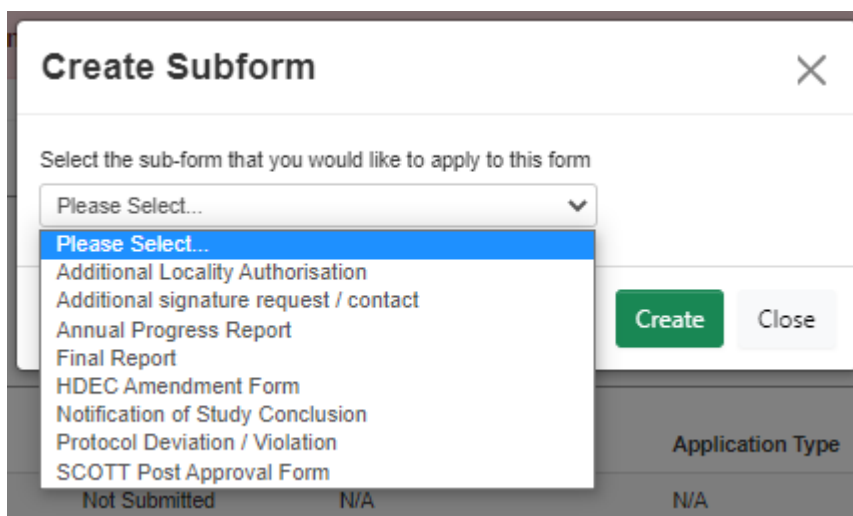 Create Subform
Select the sub-form that you would like to apply to this form
Please Select...
Please Select...
Additional Locality Authorisation
Additional signature request / contact
Annual Progress Report
Final Report
HDEC Amendment Form
Notification of Study Conclusion
Protocol Deviation / Violation
SCOTT Post Approval Form
Create Close
Application Type
Not Submitted N/A N/A